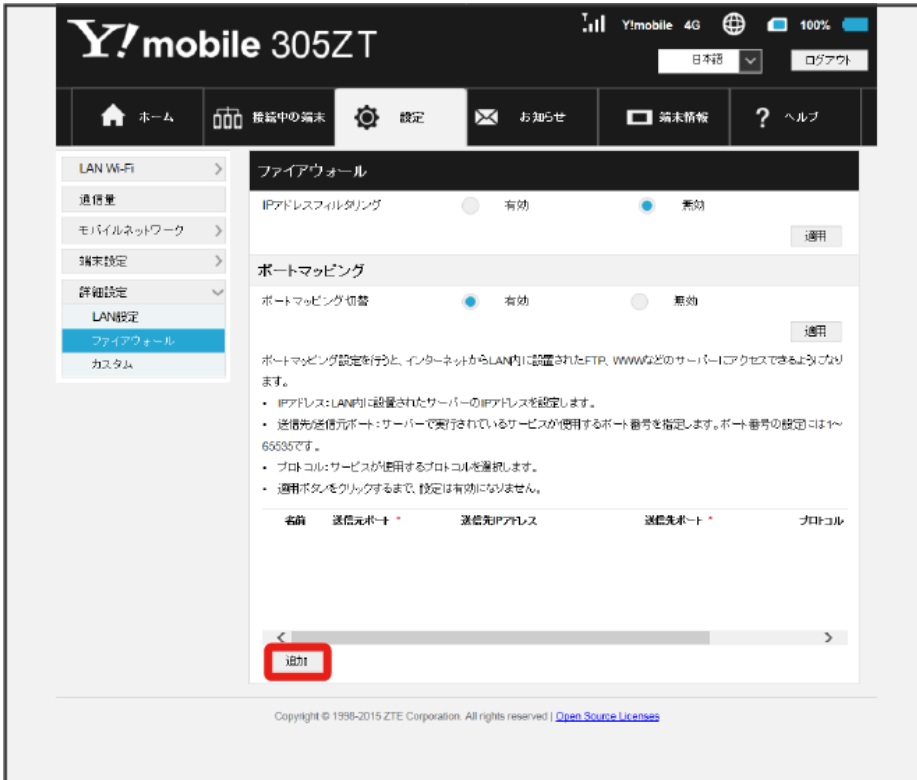 Y! mobile 305ZT
Y!mobile 4G 100%
日本語 ログアウト
ホーム 接続中の端末 設定 お知らせ 端末情報 ? ヘルプ
LAN Wi-Fi
通信量
モバイルネットワーク
端末設定
詳細設定
LAN設定
ファイアウォール
カスタム
ファイアウォール
IPアドレスフィルタリング 有効 無効
適用
ポートマッピング
ポートマッピング切替 有効 無効
適用
ポートマッピング設定を行うと、インターネットからLAN内に設置されたFTP、WWWなどのサーバーにアクセスできるようになり
ます。
• IPアドレス：LAN内に設置されたサーバーのIPアドレスを設定します。
• 送信先/送信元ポート：サーバーで実行されているサービスが使用するポート番号を指定します。ポート番号の設定には1～
65535です。
• プロトコル：サービスが使用するプロトコルを選択します。
• 適用ボタンをクリックするまで、設定は有効になりません。
名前 送信元ポート * 送信先IPアドレス 送信先ポート * プロトコル
追加
Copyright © 1998-2015 ZTE Corporation. All rights reserved | Open Source Licenses